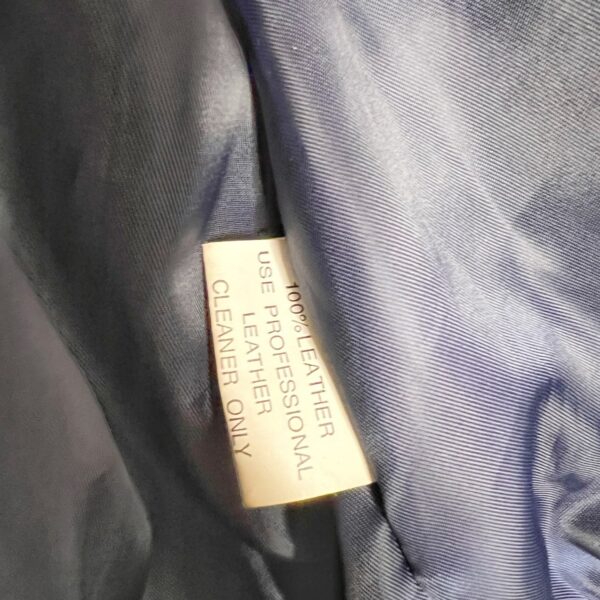 100%LEATHER
USE PROFESSIONAL
LEATHER
CLEANER ONLY